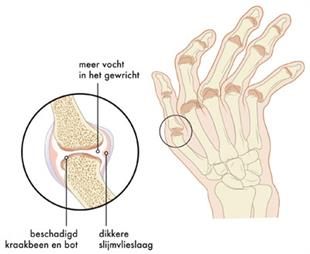 meer vocht
in het gewricht
beschadigd
kraakbeen en bot
dikkere
slijmvlieslaag